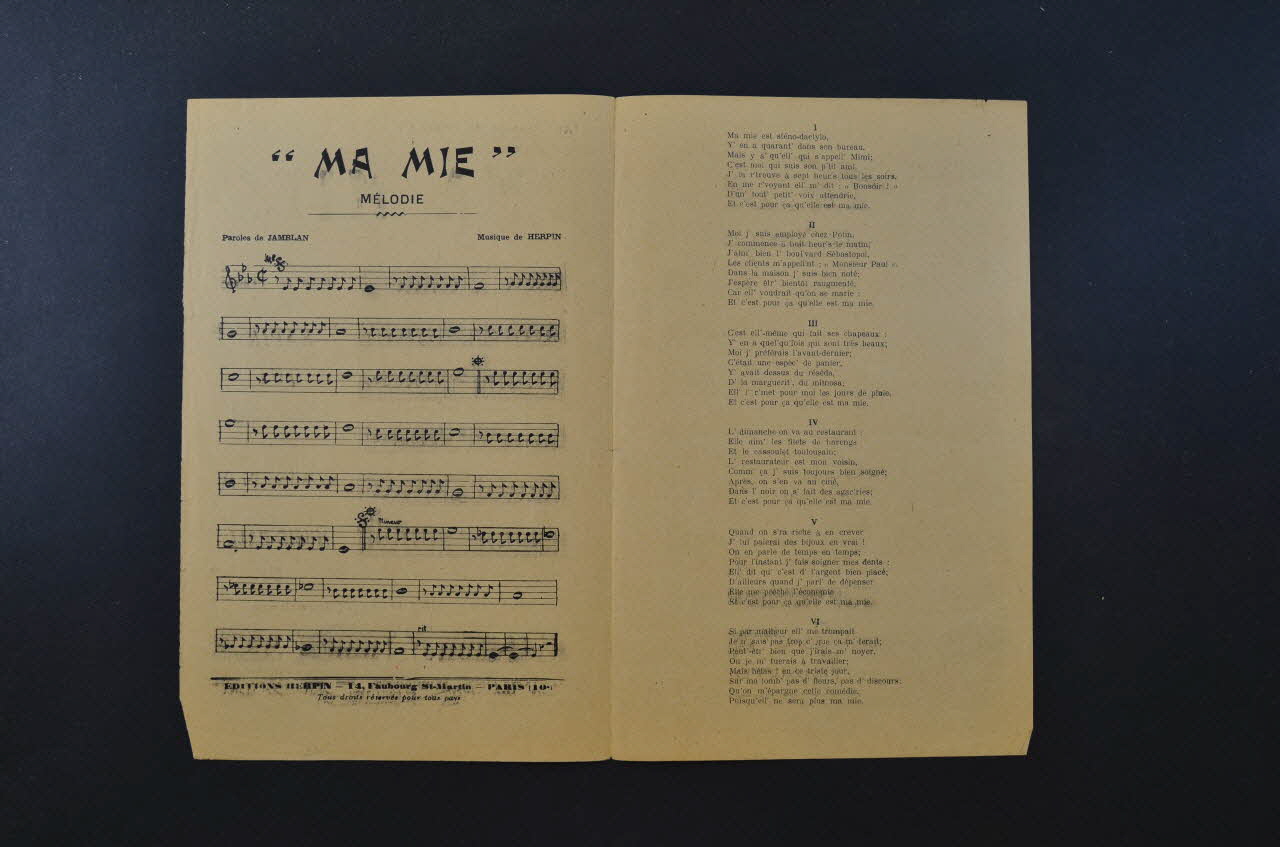 “ MA MIE ”
MÉLODIE
Paroles de JAMBLAN
Musique de HERPIN
Mineur
rit
EDITIONS HERPIN — 14, Faubourg St-Martin — PARIS (10e)
Tous droits réservés pour tous pays
I
Ma mie est sténo-dactylo,
Y' en a quarant' dans son bureau,
Mais y a qu'ell' qui s'appell' Mimi;
C'est moi qui suis son p'tit ami.
J' la r'trouve à sept heur's tous les soirs.
En me r'voyant ell' m' dit : « Bonsoir ! »
D'un' tout' petit' voix attendrie,
Et c'est pour ça qu'elle est ma mie.
II
Moi j' suis employé chez Potin,
J' commence à huit heur's le matin;
J'aim' bien l' boul'vard Sébastopol,
Les clients m'appell'nt : « Monsieur Paul ».
Dans la maison j' suis bien noté;
J'espère êtr' bientôt raugmenté,
Car ell' voudrait qu'on se marie :
Et c'est pour ça qu'elle est ma mie.
III
C'est ell'-même qui fait ses chapeaux :
Y' en a quel'qu'fois qui sont très beaux;
Moi j' préférais l'avant-dernier;
C'était une espèc' de panier,
Y' avait dessus du réséda,
D' la marguerit', du mimosa;
Ell' l' r'met pour moi les jours de pluie,
Et c'est pour ça qu'elle est ma mie.
IV
L' dimanche on va au restaurant :
Elle aim' les filets de harengs
Et le cassoulet toulousain;
L' restaurateur est mon voisin,
Comm' ça j' suis toujours bien soigné;
Après, on s'en va au ciné,
Dans l' noir on s' fait des agac'ries;
Et c'est pour ça qu'elle est ma mie.
V
Quand on s'ra riche à en crever
J' lui paierai des bijoux en vrai !
On en parle de temps en temps;
Pour l'instant j' fais soigner mes dents :
Ell' dit qu' c'est d' l'argent bien placé;
D'ailleurs quand j' parl' de dépenser
Elle me prêche l'économie :
Et c'est pour ça qu'elle est ma mie.
VI
Si par malheur ell' me trompait
Je n' sais pas trop c' que ça m' ferait;
Peut-êtr' bien que j'irais m' noyer,
Ou je m' tuerais à travailler;
Mais hélas ! en ce triste jour,
Sur ma tomb' pas d' fleurs, pas d' discours.
Qu'on m'épargne cette comédie,
Puisqu'ell' ne sera plus ma mie.